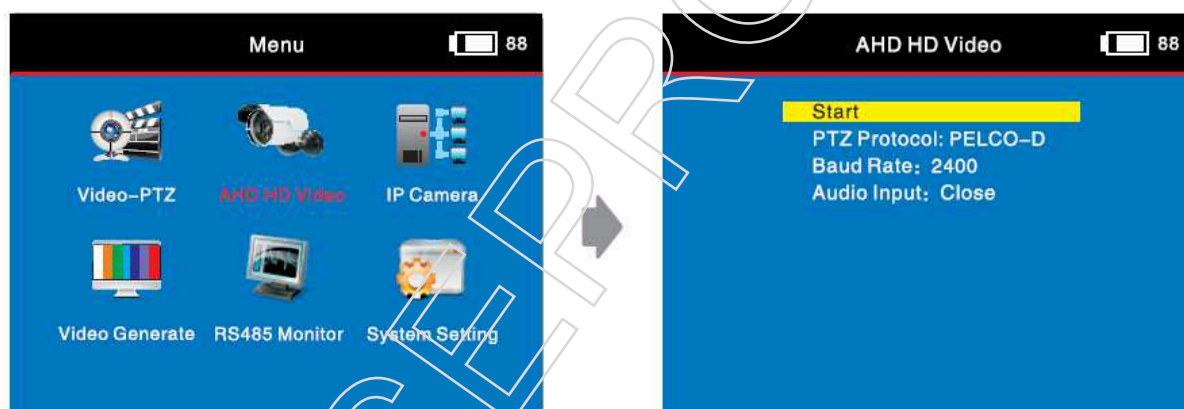 Menu
88
Video-PTZ
AHD HD Video
IP Camera
Video Generate
RS485 Monitor
System Setting
AHD HD Video
88
Start
PTZ Protocol: PELCO-D
Baud Rate: 2400
Audio Input: Close